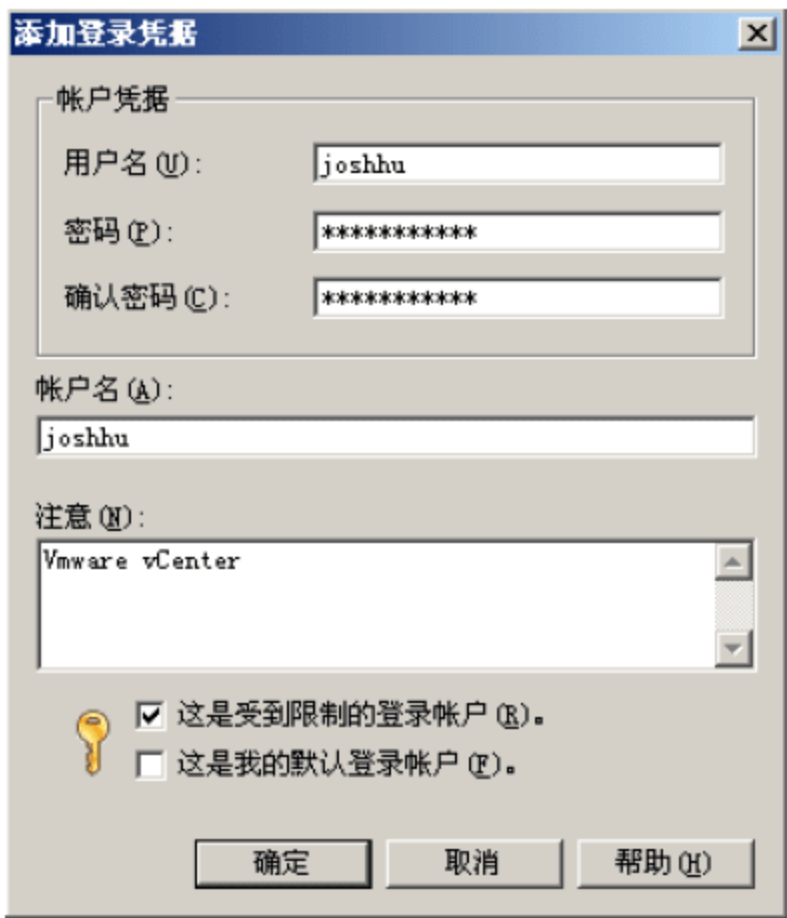 添加登录凭据
帐户凭据
用户名(U):
joshhu
密码(P):
***********
确认密码(C):
***********
帐户名(A):
joshhu
注意(N):
Vmware vCenter
这是受到限制的登录帐户(R)。
这是我的默认登录帐户(F)。
确定 取消 帮助(H)